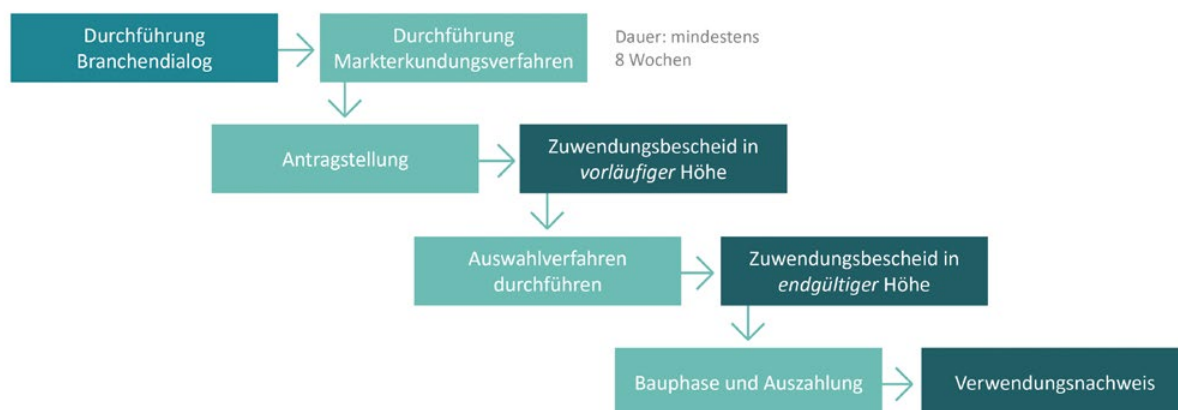 Durchführung
Branchendialog
Durchführung
Markterkundungsverfahren
Dauer: mindestens
8 Wochen
Antragstellung
Zuwendungsbescheid in
vorläufiger Höhe
Auswahlverfahren
durchführen
Zuwendungsbescheid in
endgültiger Höhe
Bauphase und Auszahlung
Verwendungsnachweis